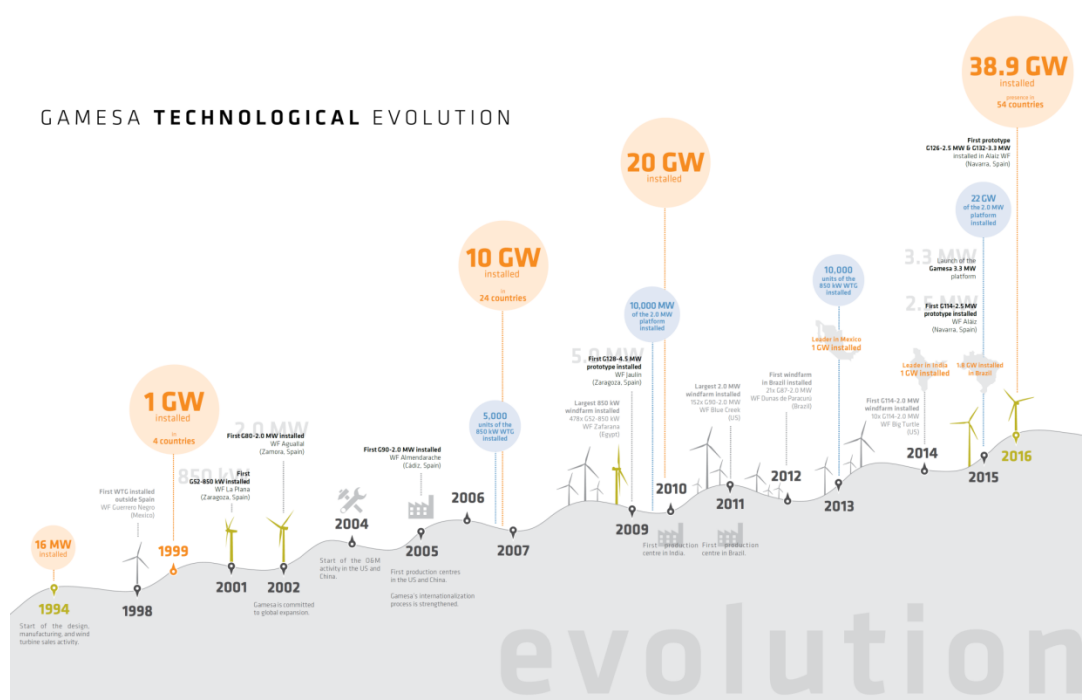 GAMESA TECHNOLOGICAL EVOLUTION
16 MW
installed
1994
Start of the design,
manufacturing, and wind
turbine sales activity.
First WTG installed
outside Spain
WF Guerrero Negro
(Mexico)
1998
1 GW
installed
in
4 countries
1999
850 kW
First
G52-850 kW installed
WF La Plana
(Zaragoza, Spain)
2001
2.0 MW
First G80-2.0 MW installed
WF Aguallal
(Zamora, Spain)
2002
Gamesa is committed
to global expansion.
2004
Start of the O&M
activity in the US and
China.
First G90-2.0 MW installed
WF Almendarache
(Cádiz, Spain)
2005
First production centres
in the US and China.
Gamesa's internationalization
process is strengthened.
2006
10 GW
installed
in
24 countries
5,000
units of the
850 kW WTG
installed
2007
Largest 850 kW
windfarm installed
478x G52-850 kW
WF Zafarana
(Egypt)
5.0 MW
First G128-4.5 MW
prototype installed
WF Jaulín
(Zaragoza, Spain)
2009
20 GW
installed
10,000 MW
of the 2.0 MW
platform
installed
2010
First production
centre in India.
Largest 2.0 MW
windfarm installed
152x G90-2.0 MW
WF Blue Creek
(US)
2011
First production
centre in Brazil.
First windfarm
in Brazil installed
21x G87-2.0 MW
WF Dunas de Paracuru
(Brazil)
2012
10,000
units of the
850 kW WTG
installed
Leader in Mexico
1 GW installed
2013
3.3 MW
Launch of the
Gamesa 3.3 MW
platform
2.5 MW
First G114-2.5 MW
prototype installed
WF Alaiz
(Navarra, Spain)
Leader in India
1 GW installed
First G114-2.0 MW
windfarm installed
10x G114-2.0 MW
WF Big Turtle
(US)
2014
22 GW
of the 2.0 MW
platform
installed
1.8 GW installed
in Brazil
2015
38.9 GW
installed
presence in
54 countries
First prototype
G126-2.5 MW & G132-3.3 MW
installed in Alaiz WF
(Navarra, Spain)
2016
evolution